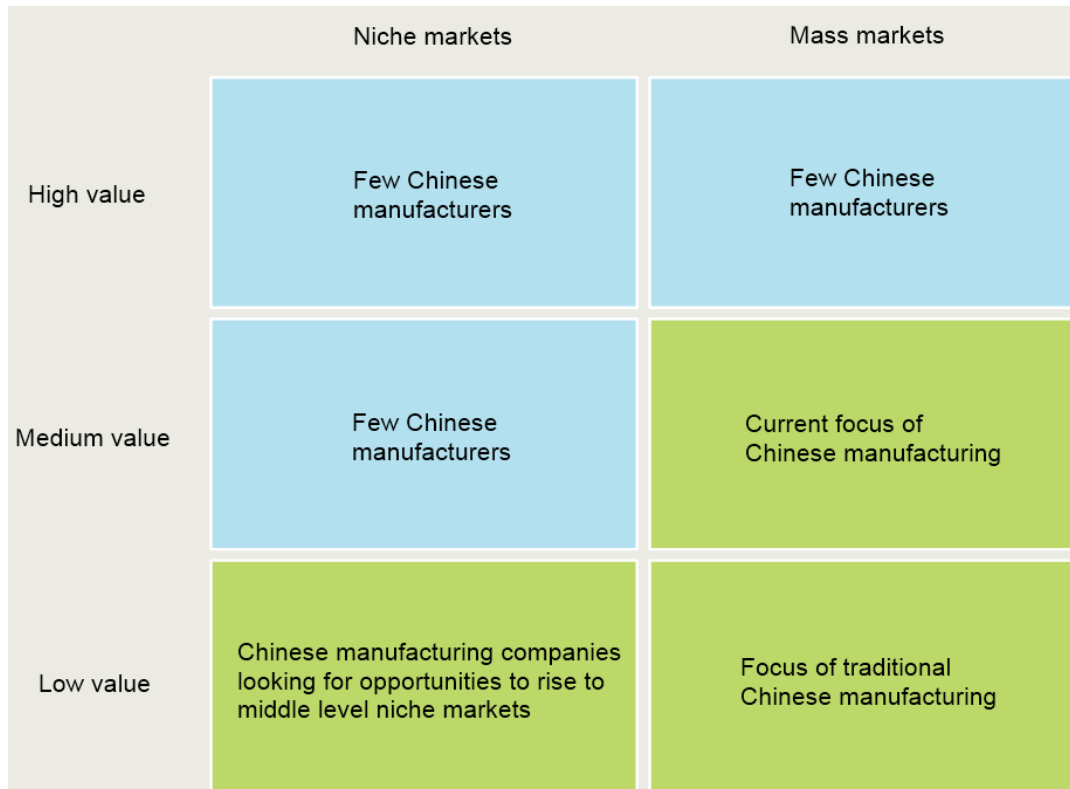 Niche markets
Mass markets
High value
Few Chinese
manufacturers
Few Chinese
manufacturers
Medium value
Few Chinese
manufacturers
Current focus of
Chinese manufacturing
Low value
Chinese manufacturing companies
looking for opportunities to rise to
middle level niche markets
Focus of traditional
Chinese manufacturing